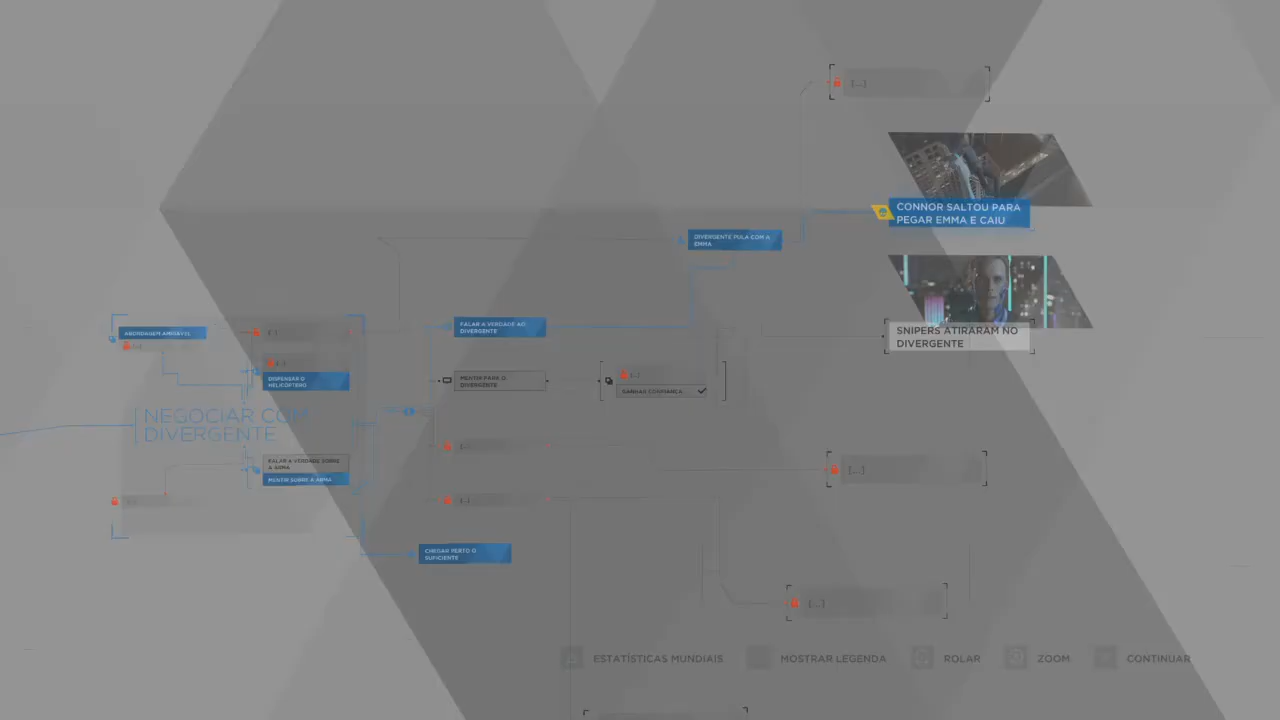 [...]
CONNOR SALTOU PARA
PEGAR EMMA E CAIU
DIVERGENTE PULA COM A
EMMA
SNIPERS ATIRARAM NO
DIVERGENTE
ABORDAGEM AMIGÁVEL
[...]
[...]
[...]
DISPENSAR O
HELICÓPTERO
FALAR A VERDADE AO
DIVERGENTE
MENTIR PARA O
DIVERGENTE
[...]
GANHAR CONFIANÇA
NEGOCIAR COM
DIVERGENTE
FALAR A VERDADE SOBRE
A ARMA
MENTIR SOBRE A ARMA
[...]
[...]
[...]
[...]
CHEGAR PERTO O
SUFICIENTE
[...]
ESTATÍSTICAS MUNDIAIS
MOSTRAR LEGENDA
ROLAR
ZOOM
CONTINUAR